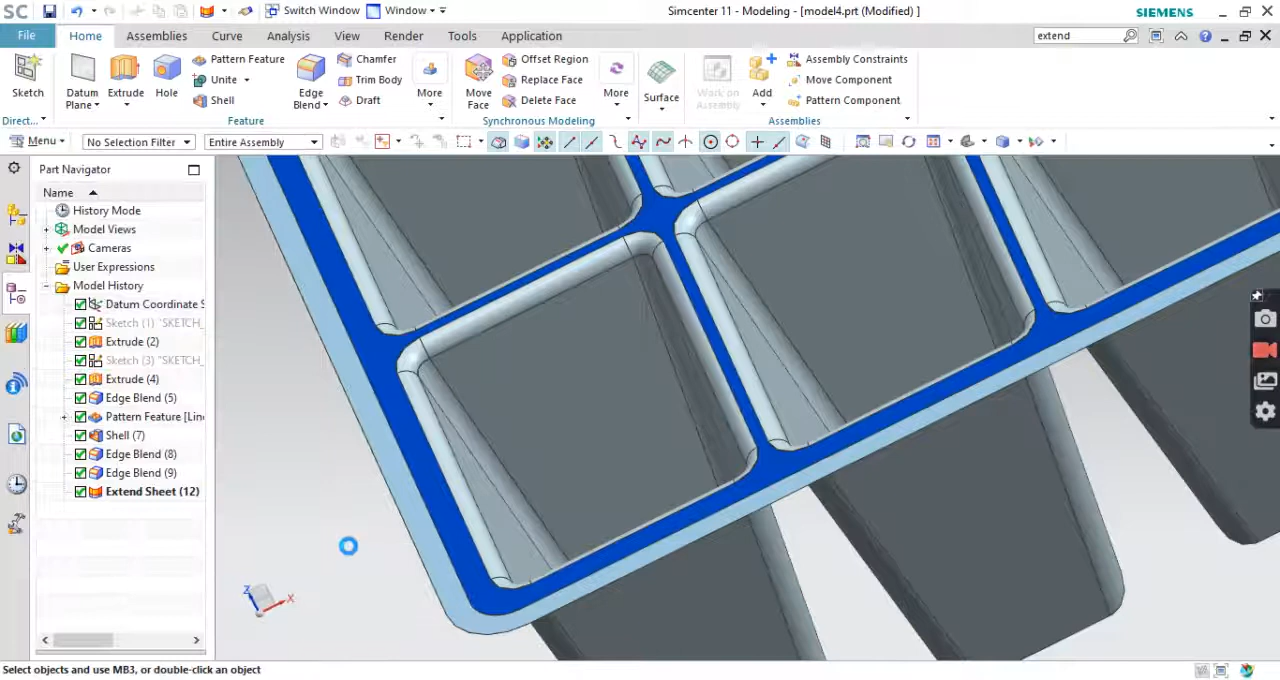 SC Switch Window Window Simcenter 11 - Modeling - [model4.prt (Modified) ] SIEMENS
File Home Assemblies Curve Analysis View Render Tools Application extend
Sketch
Datum Plane
Extrude
Hole
Pattern Feature
Unite
Shell
Edge Blend
Chamfer
Trim Body
Draft
More
Move Face
Offset Region
Replace Face
Delete Face
More
Surface
Work on Assembly
Add
Assembly Constraints
Move Component
Pattern Component
Direct... Feature Synchronous Modeling Assemblies
Menu No Selection Filter Entire Assembly
Part Navigator
Name
History Mode
Model Views
Cameras
User Expressions
Model History
Datum Coordinate S
Sketch (1) "SKETCH_
Extrude (2)
Sketch (3) "SKETCH_
Extrude (4)
Edge Blend (5)
Pattern Feature [Line
Shell (7)
Edge Blend (8)
Edge Blend (9)
Extend Sheet (12)
Z
X
Select objects and use MB3, or double-click an object